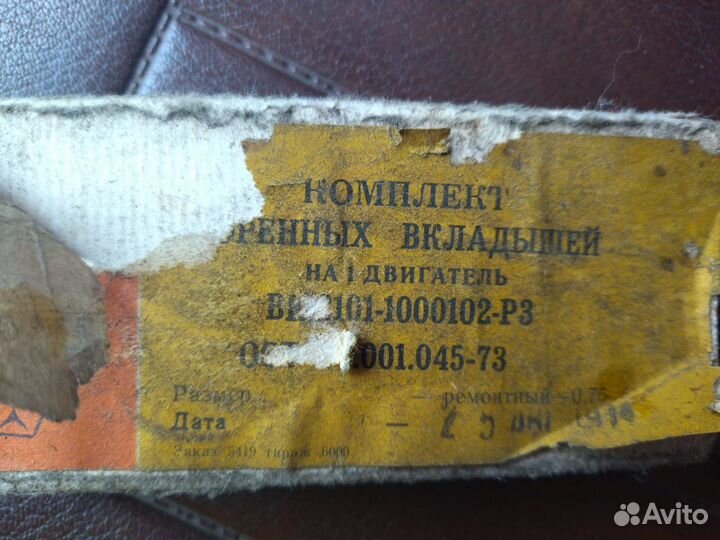 КОМПЛЕКТ
РЕННЫХ ВКЛАДЫШЕЙ
НА 1 ДВИГАТЕЛЬ
101-1000102-Р3
.001.045-73
Размер — ремонтный—0,75
Дата —
Заказ 5419 тираж 6000
Avito